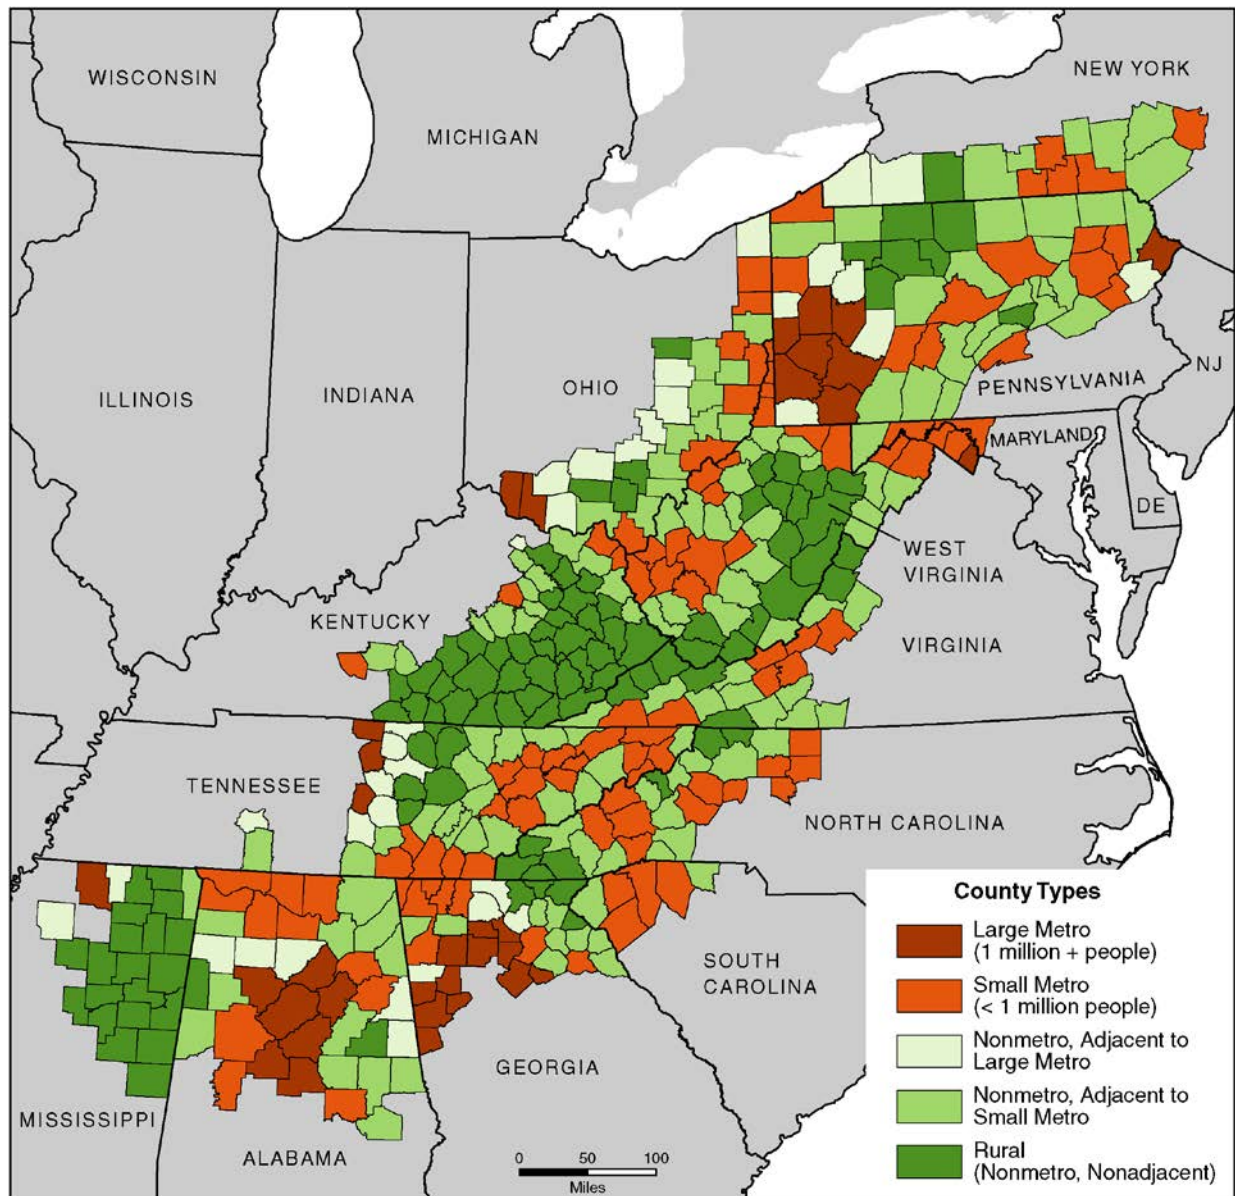 WISCONSIN
MICHIGAN
NEW YORK
ILLINOIS
INDIANA
OHIO
PENNSYLVANIA
NJ
MARYLAND
DE
WEST
VIRGINIA
KENTUCKY
VIRGINIA
TENNESSEE
NORTH CAROLINA
SOUTH
CAROLINA
GEORGIA
MISSISSIPPI
ALABAMA
0 50 100
Miles
County Types
Large Metro
(1 million + people)
Small Metro
(< 1 million people)
Nonmetro, Adjacent to
Large Metro
Nonmetro, Adjacent to
Small Metro
Rural
(Nonmetro, Nonadjacent)